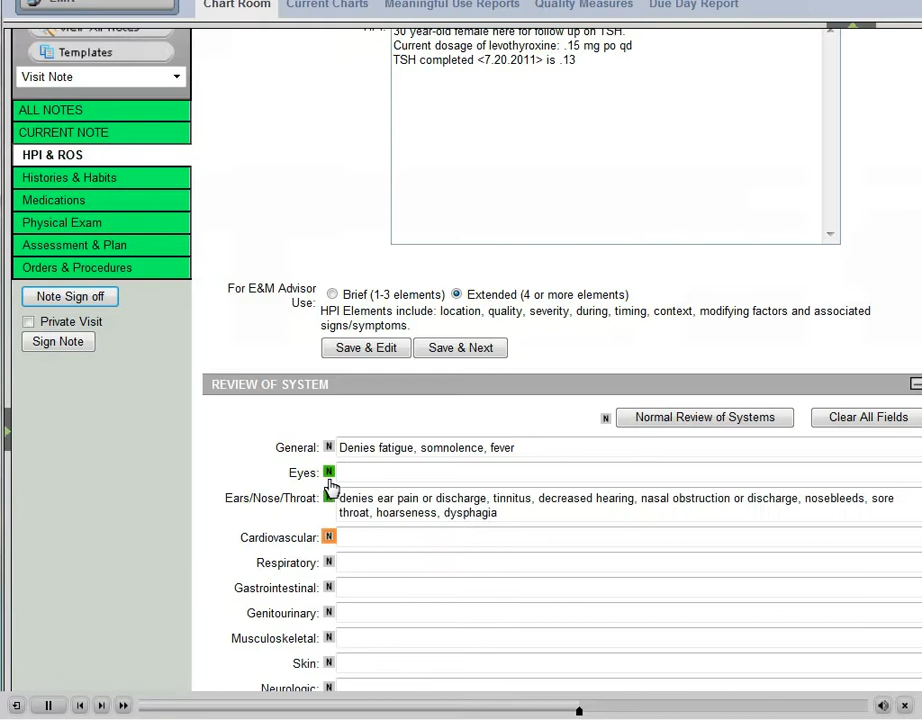 Chart Room Current Charts Meaningful Use Reports Quality Measures Due Day Report
View All Notes
Templates
Visit Note
ALL NOTES
CURRENT NOTE
HPI & ROS
Histories & Habits
Medications
Physical Exam
Assessment & Plan
Orders & Procedures
Note Sign off
Private Visit
Sign Note
30 year-old female here for follow up on TSH.
Current dosage of levothyroxine: .15 mg po qd
TSH completed <7.20.2011> is .13
For E&M Advisor
Use:
Brief (1-3 elements) Extended (4 or more elements)
HPI Elements include: location, quality, severity, during, timing, context, modifying factors and associated
signs/symptoms.
Save & Edit Save & Next
REVIEW OF SYSTEM
N Normal Review of Systems Clear All Fields
General: N Denies fatigue, somnolence, fever
Eyes: N
Ears/Nose/Throat: denies ear pain or discharge, tinnitus, decreased hearing, nasal obstruction or discharge, nosebleeds, sore
throat, hoarseness, dysphagia
Cardiovascular: N
Respiratory: N
Gastrointestinal: N
Genitourinary: N
Musculoskeletal: N
Skin: N
Neurologic: N